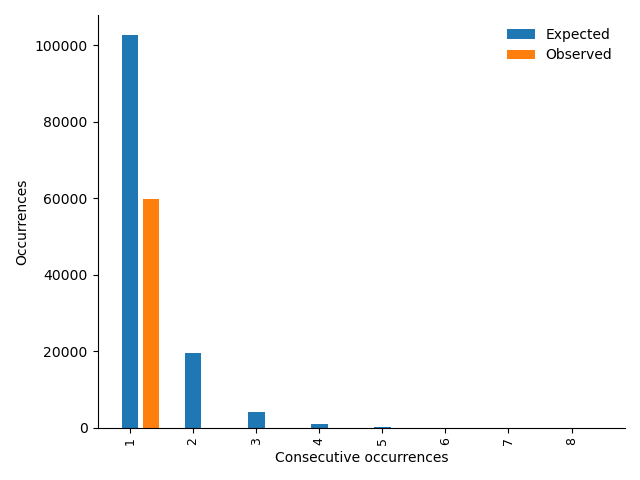 Expected
Observed
100000
80000
60000
40000
20000
0
Occurrences
1 2 3 4 5 6 7 8
Consecutive occurrences